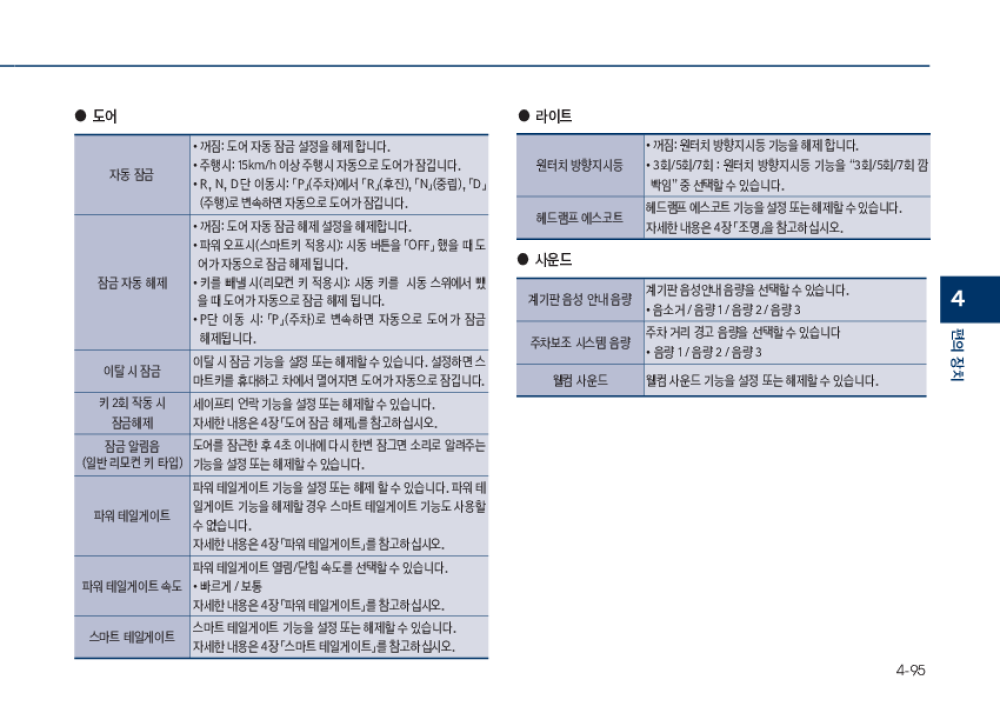 ● 도어
자동 잠금
• 꺼짐: 도어 자동 잠금 설정을 해제 합니다.
• 주행시: 15km/h 이상 주행시 자동으로 도어가 잠깁니다.
• R, N, D단 이동시: 「P」(주차)에서 「R」(후진), 「N」(중립), 「D」
(주행)로 변속하면 자동으로 도어가 잠깁니다.
잠금 자동 해제
• 꺼짐: 도어 자동 잠금 해제 설정을 해제합니다.
• 파워 오프시(스마트키 적용시): 시동 버튼을 「OFF」 했을 때 도
어가 자동으로 잠금 해제 됩니다.
• 키를 빼낼 시(리모컨 키 적용시): 시동 키를 시동 스위에서 뺐
을 때 도어가 자동으로 잠금 해제 됩니다.
• P단 이동 시: 「P」(주차)로 변속하면 자동으로 도어가 잠금
해제됩니다.
이탈 시 잠금
이탈 시 잠금 기능을 설정 또는 해제할 수 있습니다. 설정하면 스
마트키를 휴대하고 차에서 멀어지면 도어가 자동으로 잠깁니다.
키 2회 작동 시
잠금해제
세이프티 언락 기능을 설정 또는 해제할 수 있습니다.
자세한 내용은 4장 「도어 잠금 해제」를 참고하십시오.
잠금 알림음
(일반 리모컨 키 타입)
도어를 잠근한 후 4초 이내에 다시 한번 잠그면 소리로 알려주는
기능을 설정 또는 해제할 수 있습니다.
파워 테일게이트
파워 테일게이트 기능을 설정 또는 해제 할 수 있습니다. 파워 테
일게이트 기능을 해제할 경우 스마트 테일게이트 기능도 사용할
수 없습니다.
자세한 내용은 4장 「파워 테일게이트」를 참고하십시오.
파워 테일게이트 속도
파워 테일게이트 열림/닫힘 속도를 선택할 수 있습니다.
• 빠르게 / 보통
자세한 내용은 4장 「파워 테일게이트」를 참고하십시오.
스마트 테일게이트
스마트 테일게이트 기능을 설정 또는 해제할 수 있습니다.
자세한 내용은 4장 「스마트 테일게이트」를 참고하십시오.
● 라이트
원터치 방향지시등
• 꺼짐: 원터치 방향지시등 기능을 해제 합니다.
• 3회/5회/7회 : 원터치 방향지시등 기능을 “3회/5회/7회 깜
빡임” 중 선택할 수 있습니다.
헤드램프 에스코트
헤드램프 에스코트 기능을 설정 또는 해제할 수 있습니다.
자세한 내용은 4장 「조명」을 참고하십시오.
● 사운드
계기판 음성 안내 음량
계기판 음성안내 음량을 선택할 수 있습니다.
• 음소거 / 음량 1 / 음량 2 / 음량 3
주차보조 시스템 음량
주차 거리 경고 음량을 선택할 수 있습니다
• 음량 1 / 음량 2 / 음량 3
웰컴 사운드
웰컴 사운드 기능을 설정 또는 해제할 수 있습니다.
4
편의 장치
4-95